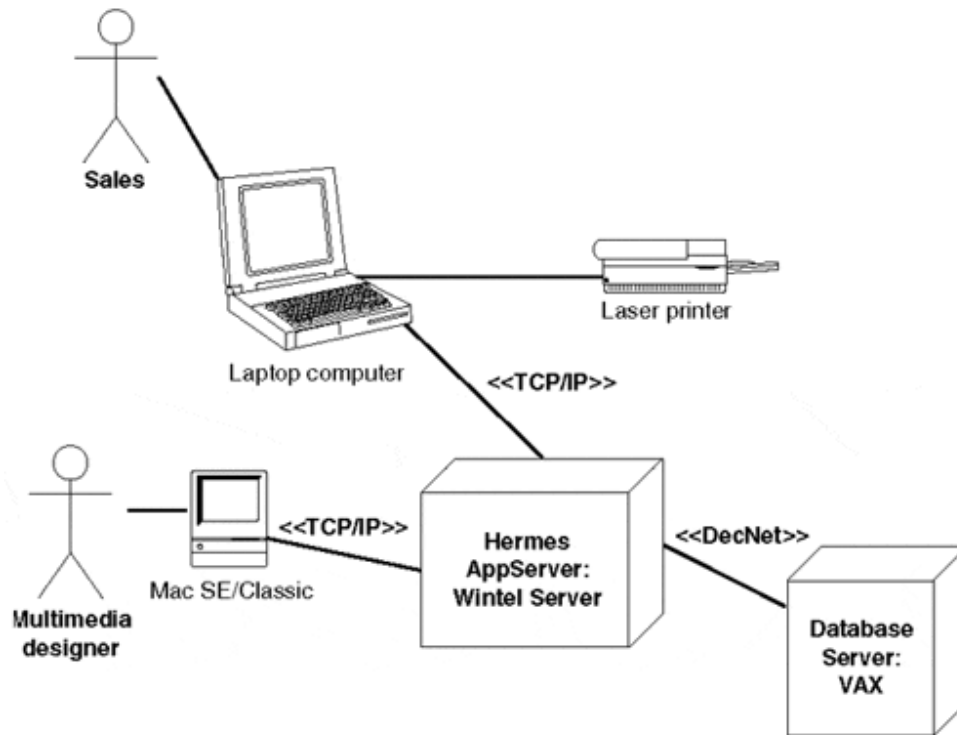 Sales
Laser printer
Laptop computer
<<TCP/IP>>
<<TCP/IP>>
Mac SE/Classic
Multimedia
designer
Hermes
AppServer:
Wintel Server
<<DecNet>>
Database
Server:
VAX